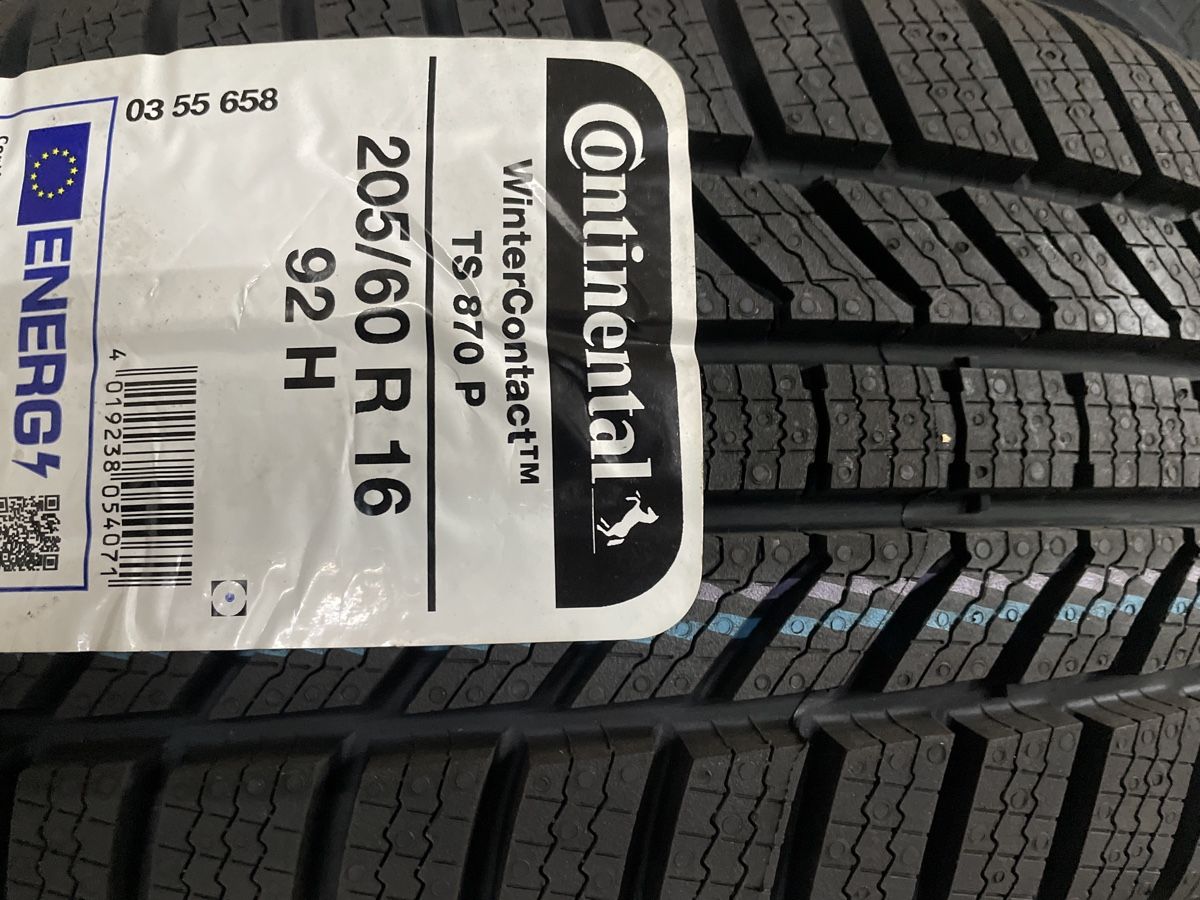 Continental
WinterContact™
TS 870 P
205/60 R 16
92 H
03 55 658
4 019238 054071
ENERG